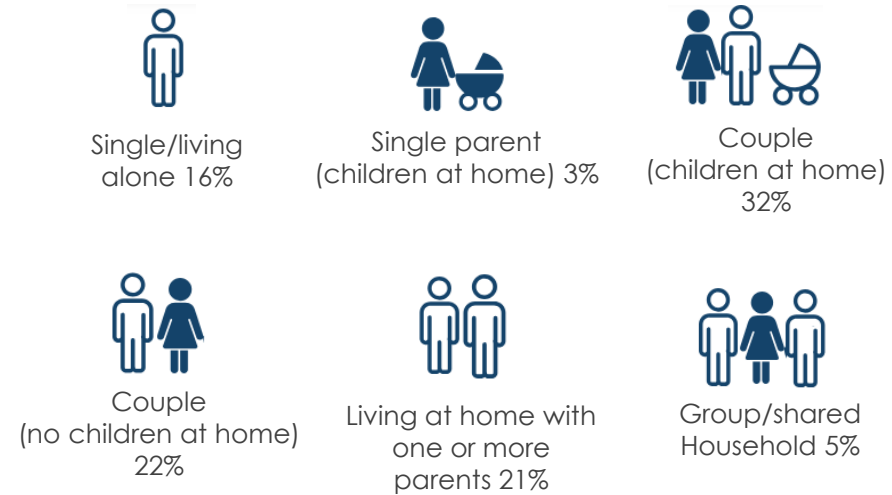 Single/living
alone 16%
Single parent
(children at home) 3%
Couple
(children at home)
32%
Couple
(no children at home)
22%
Living at home with
one or more
parents 21%
Group/shared
Household 5%